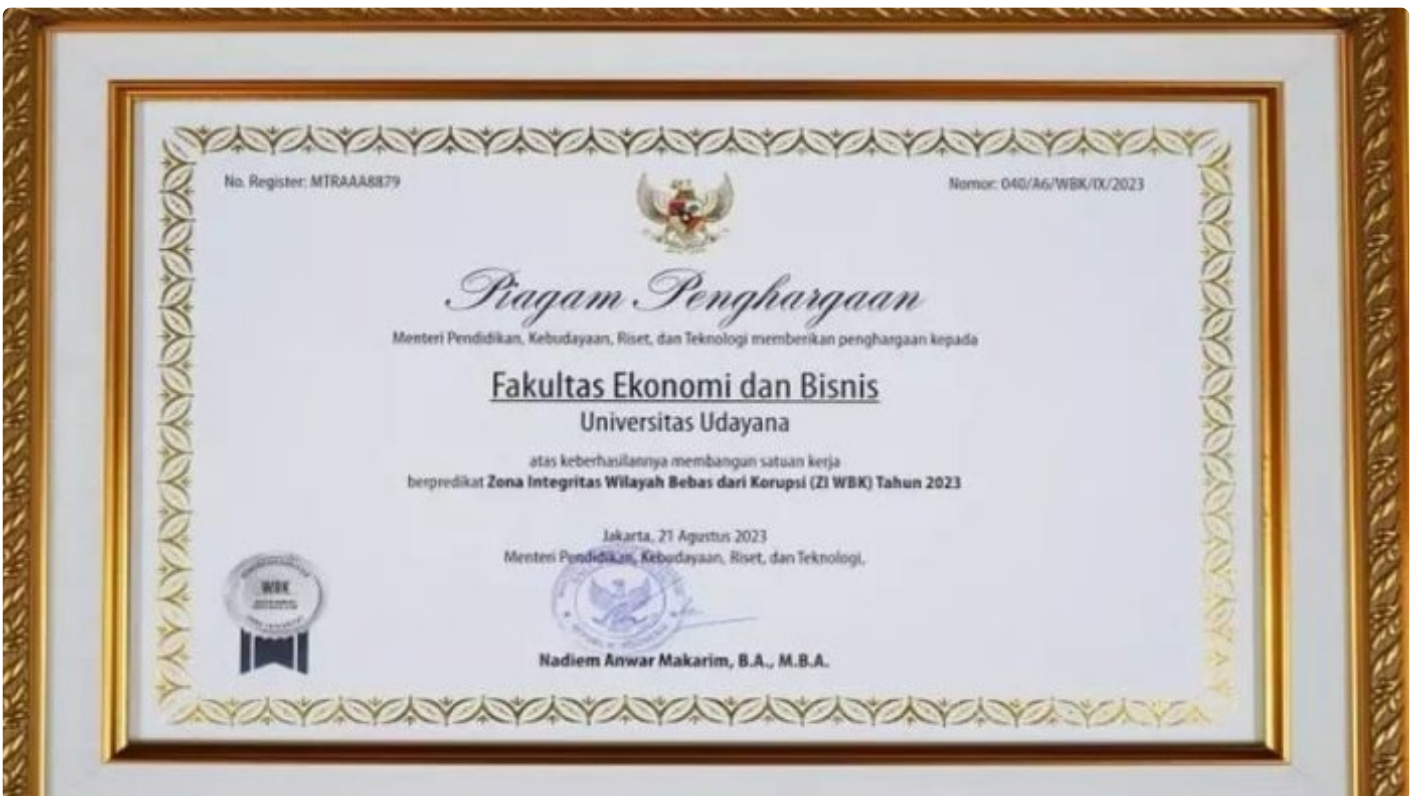 No. Register: MTRAAA8879
Nomor: 040/A6/WBK/IX/2023
Piagam Penghargaan
Menteri Pendidikan, Kebudayaan, Riset, dan Teknologi memberikan penghargaan kepada
Fakultas Ekonomi dan Bisnis
Universitas Udayana
atas keberhasilannya membangun satuan kerja
berpredikat Zona Integritas Wilayah Bebas dari Korupsi (ZI WBK) Tahun 2023
Jakarta, 21 Agustus 2023
Menteri Pendidikan, Kebudayaan, Riset, dan Teknologi,
WBK
Nadiem Anwar Makarim, B.A., M.B.A.